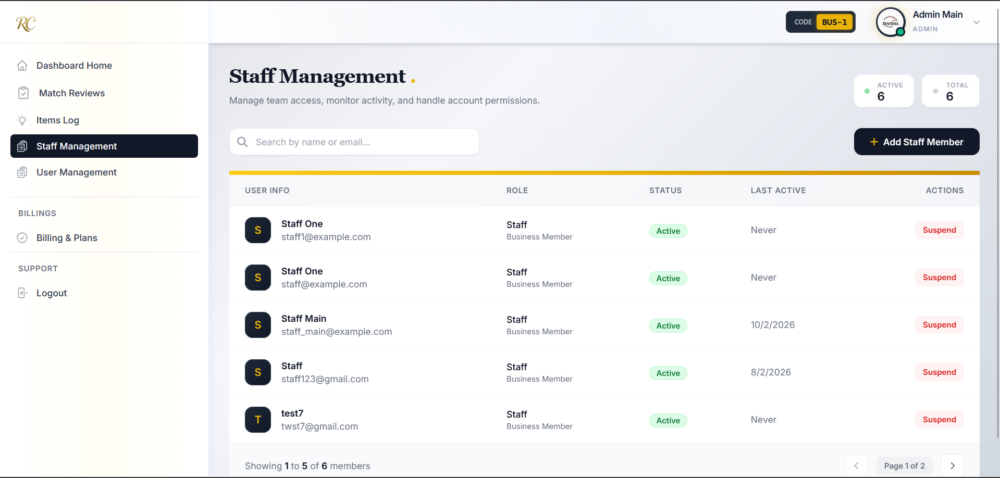 RC
CODE BUS-1
SENTINEL
Admin Main
ADMIN
Dashboard Home
Match Reviews
Items Log
Staff Management
User Management
BILLINGS
Billing & Plans
SUPPORT
Logout
Staff Management .
Manage team access, monitor activity, and handle account permissions.
ACTIVE
6
TOTAL
6
Search by name or email...
+ Add Staff Member
USER INFO ROLE STATUS LAST ACTIVE ACTIONS
S
Staff One
staff1@example.com
Staff
Business Member
Active
Never
Suspend
S
Staff One
staff@example.com
Staff
Business Member
Active
Never
Suspend
S
Staff Main
staff_main@example.com
Staff
Business Member
Active
10/2/2026
Suspend
S
Staff
staff123@gmail.com
Staff
Business Member
Active
8/2/2026
Suspend
T
test7
twst7@gmail.com
Staff
Business Member
Active
Never
Suspend
Showing 1 to 5 of 6 members
Page 1 of 2